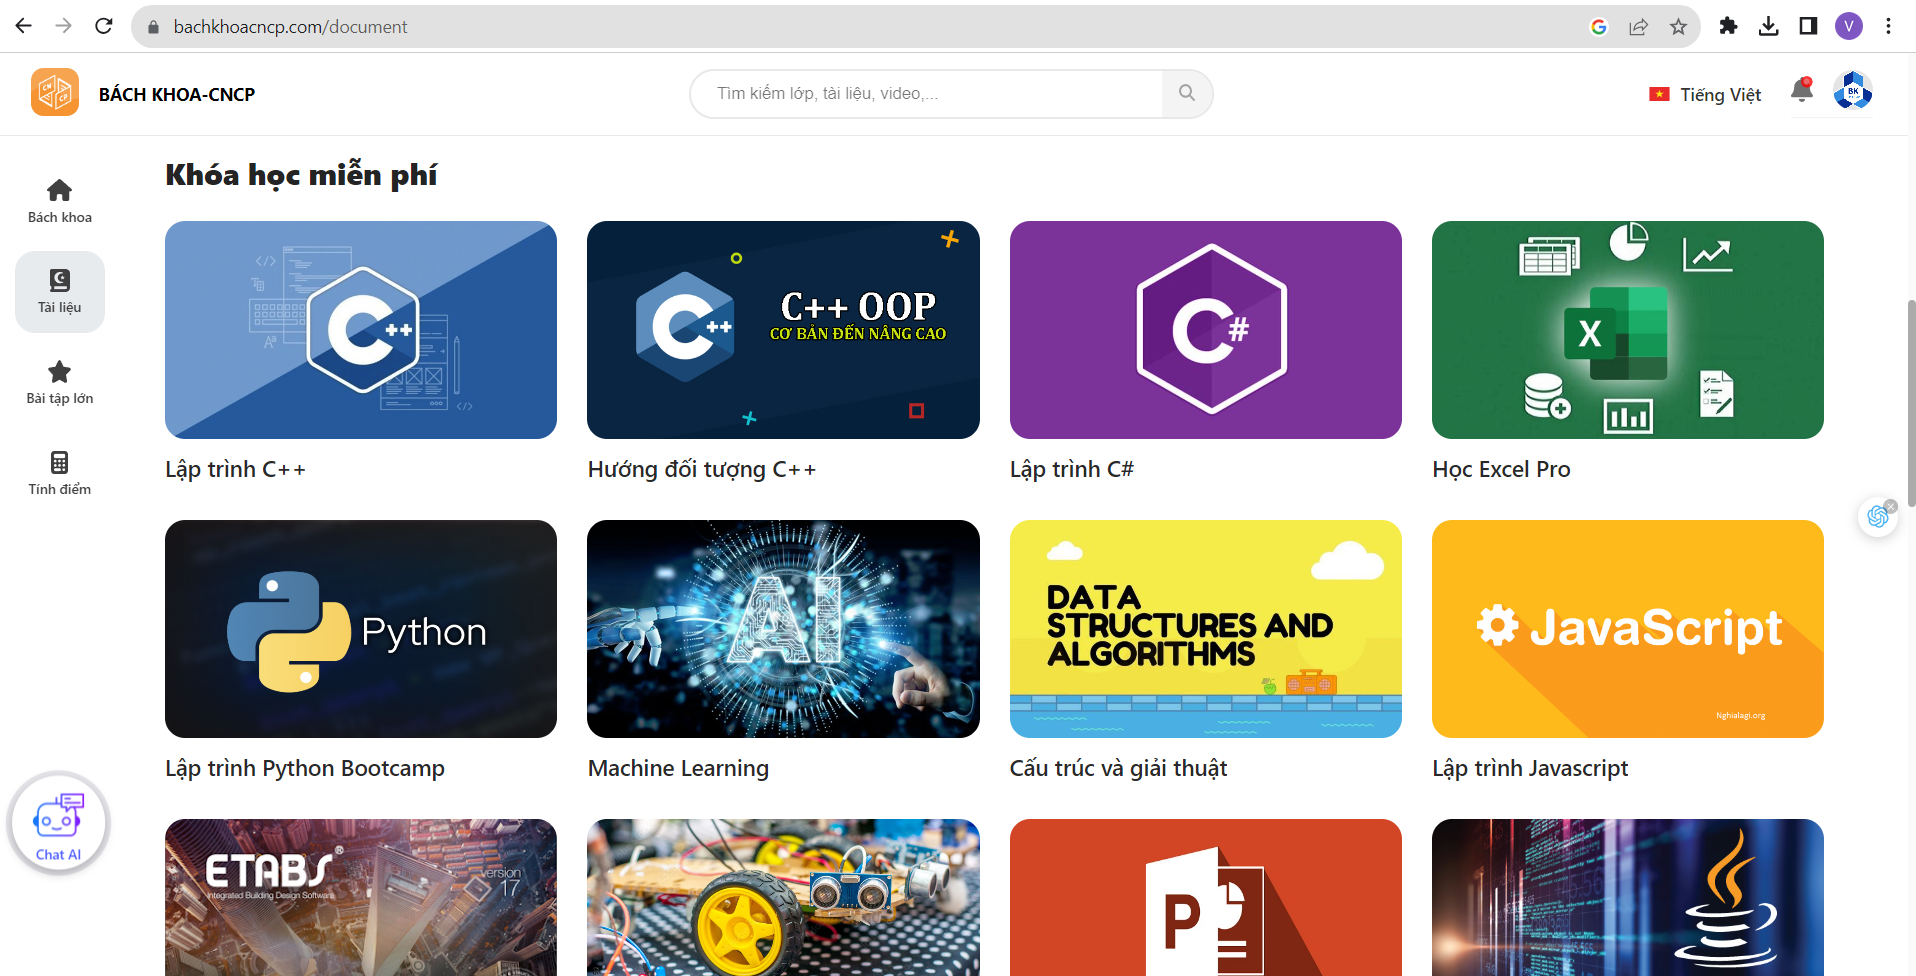 bachkhoacncp.com/document
V
BÁCH KHOA-CNCP
Tìm kiếm lớp, tài liệu, video,...
Tiếng Việt
BK
Khóa học miễn phí
Bách khoa
Tài liệu
Bài tập lớn
Tính điểm
C++
C++
C++ OOP
CƠ BẢN ĐẾN NÂNG CAO
C#
X
Lập trình C++
Hướng đối tượng C++
Lập trình C#
Học Excel Pro
Python
AI
DATA
STRUCTURES AND
ALGORITHMS
JavaScript
Nghialagi.org
Lập trình Python Bootcamp
Machine Learning
Cấu trúc và giải thuật
Lập trình Javascript
Chat AI
ETABS®
Integrated Building Design Software
version
17
P